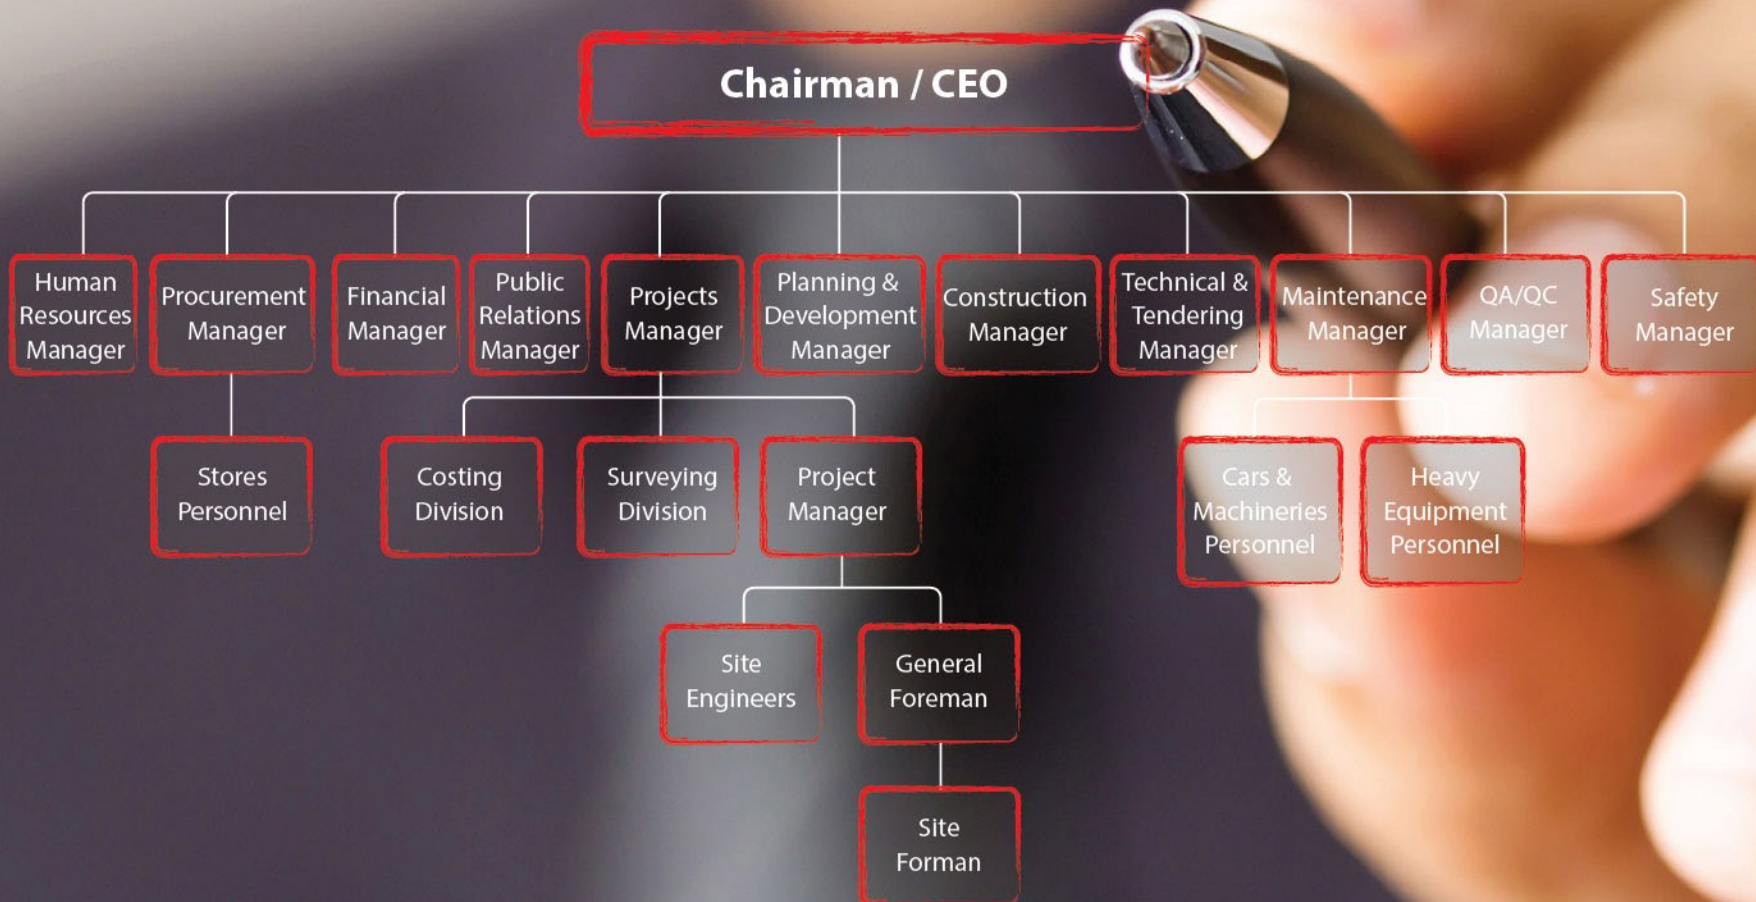 Chairman / CEO
Human
Resources
Manager
Procurement
Manager
Financial
Manager
Public
Relations
Manager
Projects
Manager
Planning &
Development
Manager
Construction
Manager
Technical &
Tendering
Manager
Maintenance
Manager
QA/QC
Manager
Safety
Manager
Stores
Personnel
Costing
Division
Surveying
Division
Project
Manager
Cars &
Machineries
Personnel
Heavy
Equipment
Personnel
Site
Engineers
General
Foreman
Site
Forman